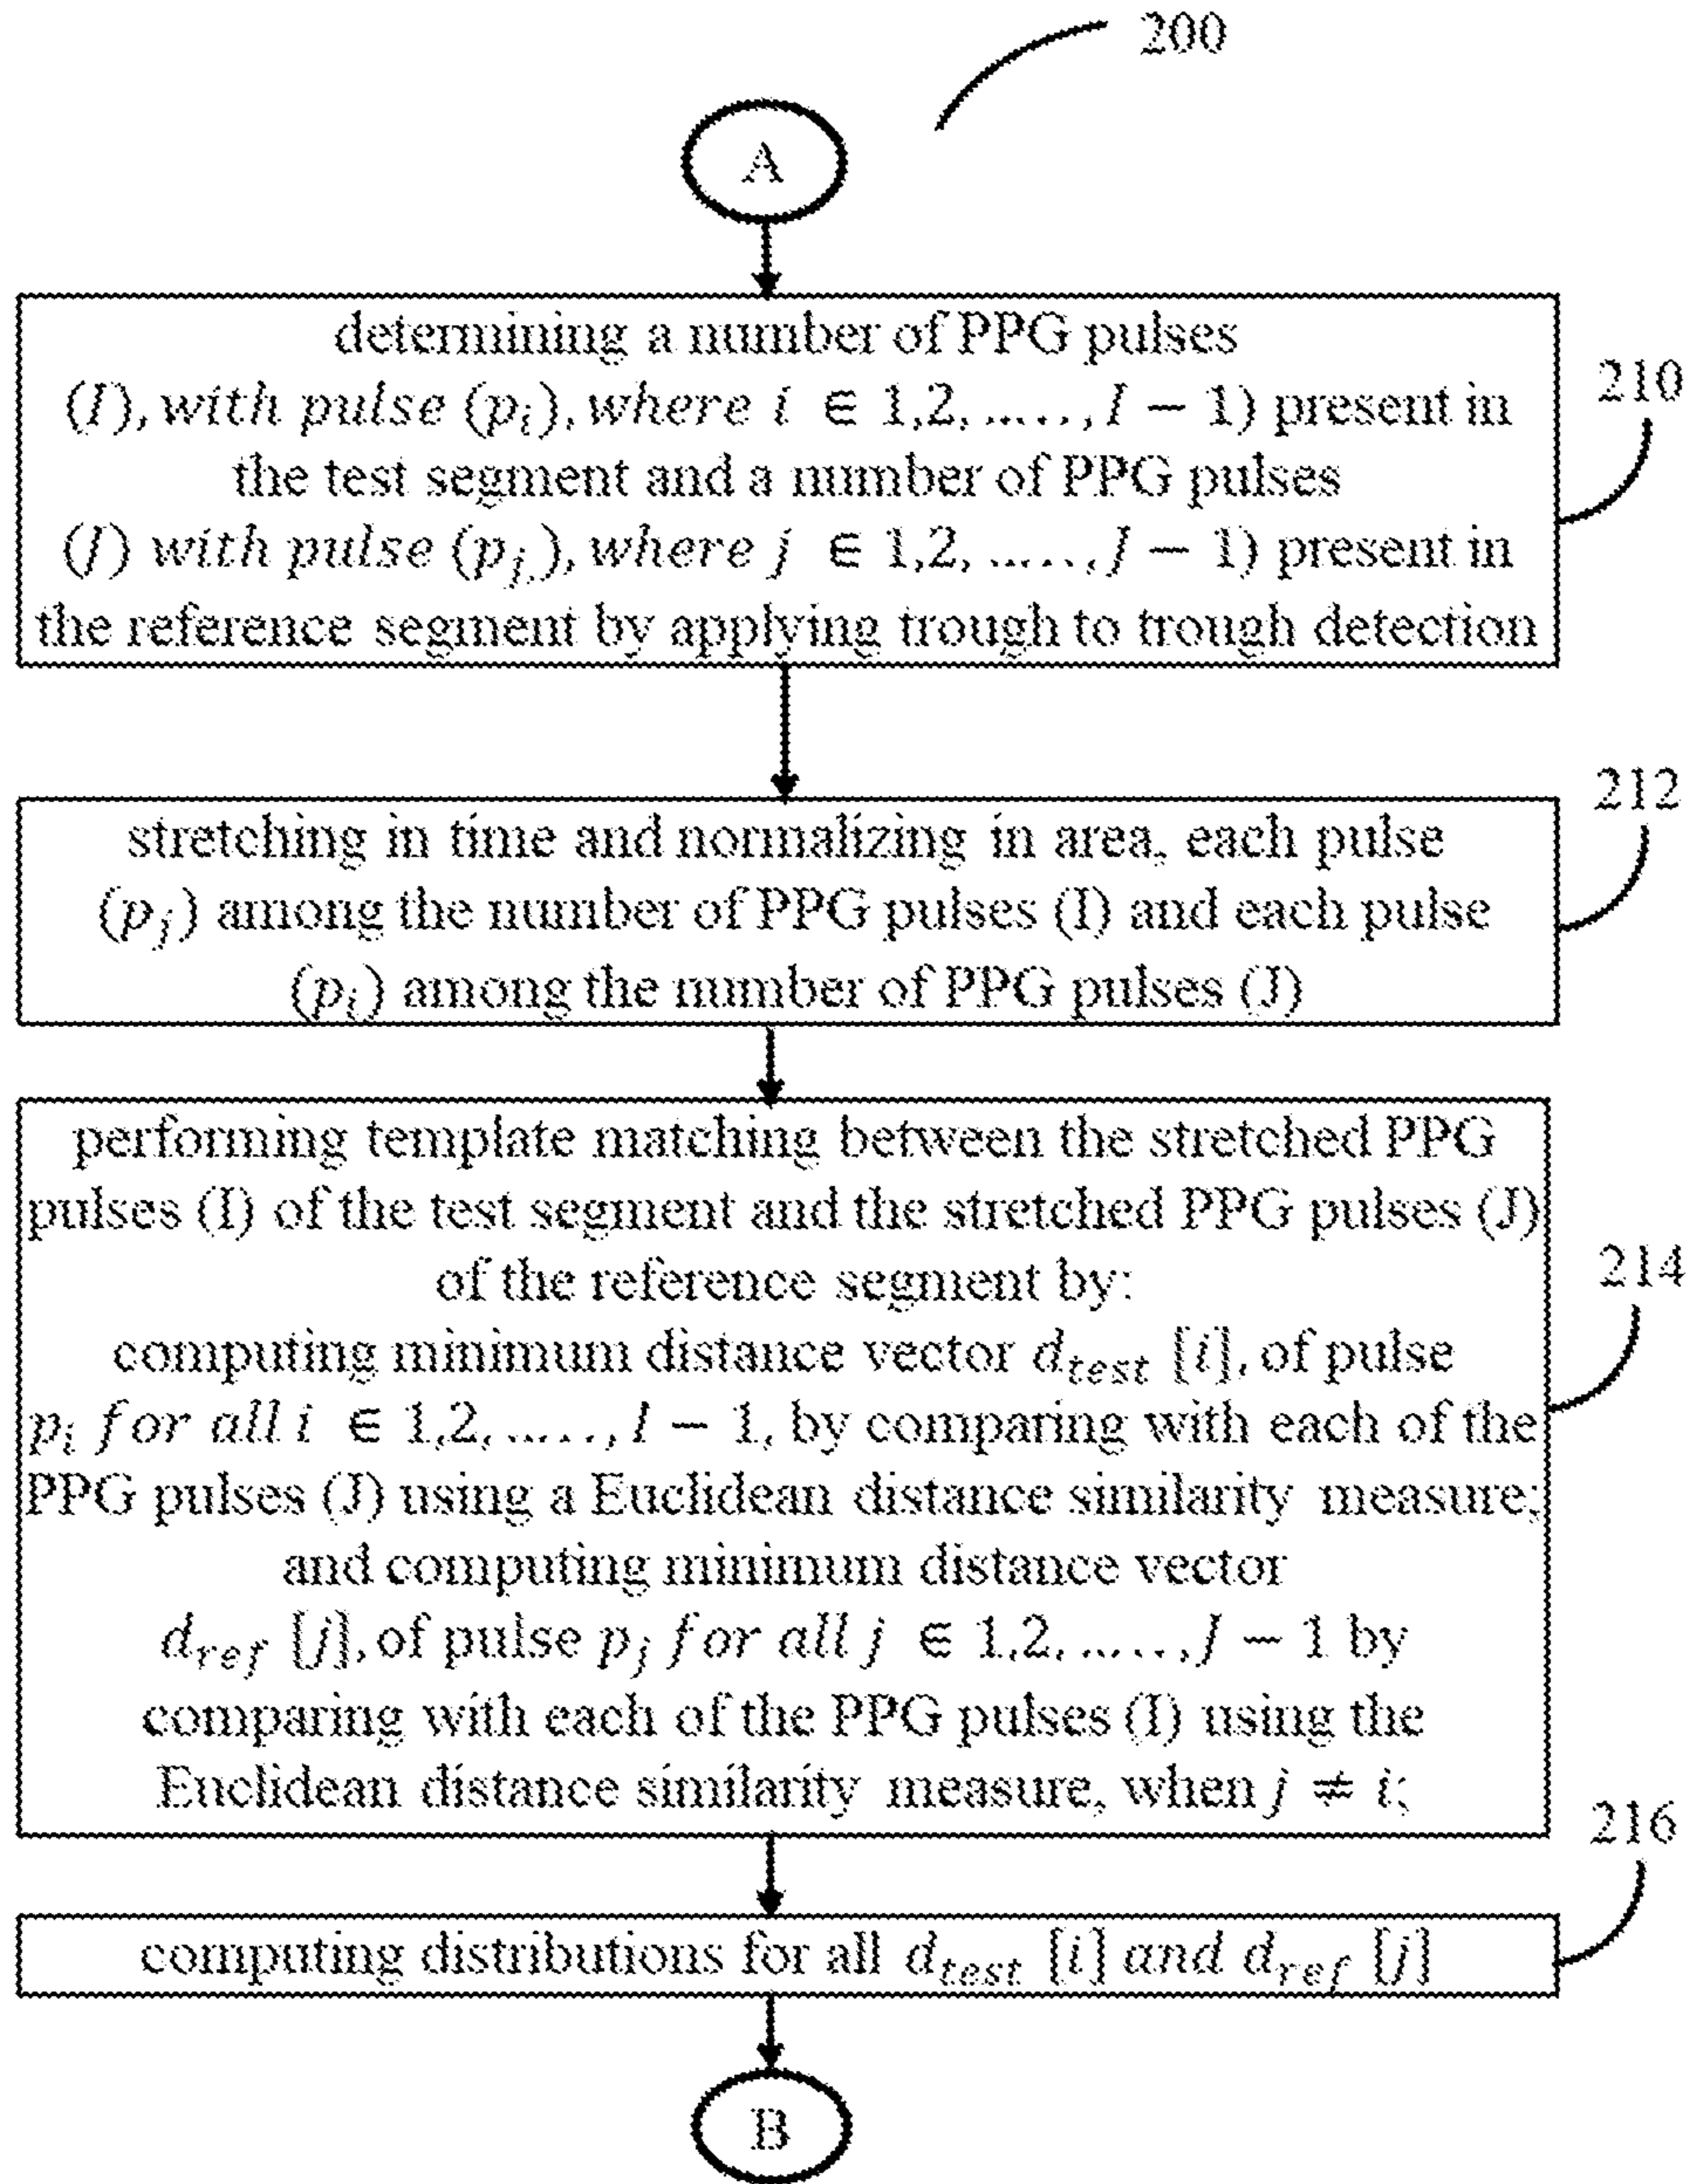 200
A
determining a number of PPG pulses
(I), with pulse (p_i), where i ∈ 1,2, ....., I − 1) present in
the test segment and a number of PPG pulses
(J) with pulse (p_j,), where j ∈ 1,2, ....., J − 1) present in
the reference segment by applying trough to trough detection
210
stretching in time and normalizing in area, each pulse
(p_j) among the number of PPG pulses (I) and each pulse
(p_i) among the number of PPG pulses (J)
212
performing template matching between the stretched PPG
pulses (I) of the test segment and the stretched PPG pulses (J)
of the reference segment by:
computing minimum distance vector d_test [i], of pulse
p_i for all i ∈ 1,2, ....., I − 1, by comparing with each of the
PPG pulses (J) using a Euclidean distance similarity measure;
and computing minimum distance vector
d_ref [j], of pulse p_j for all j ∈ 1,2, ....., J − 1 by
comparing with each of the PPG pulses (I) using the
Euclidean distance similarity measure, when j ≠ i;
214
computing distributions for all d_test [i] and d_ref [j]
216
B